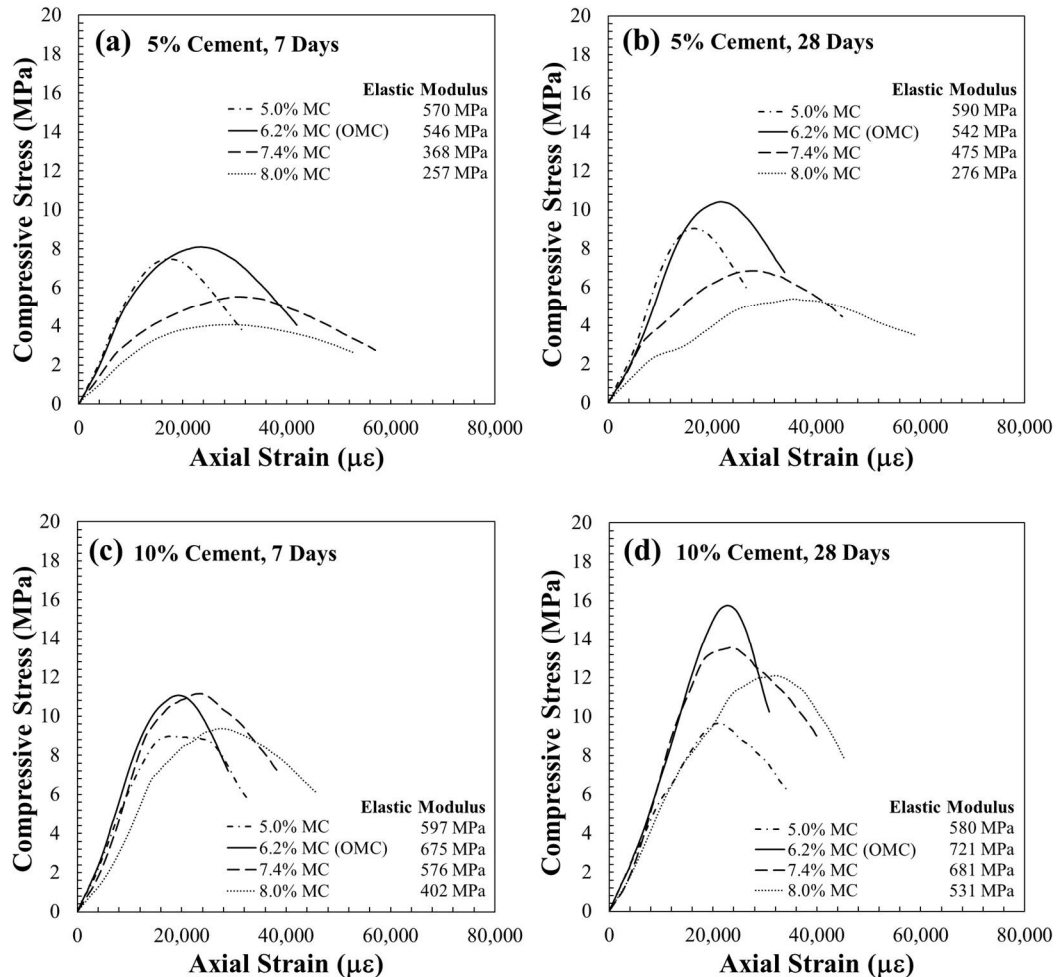 (a) 5% Cement, 7 Days
Elastic Modulus
5.0% MC 570 MPa
6.2% MC (OMC) 546 MPa
7.4% MC 368 MPa
8.0% MC 257 MPa
Compressive Stress (MPa)
20
18
16
14
12
10
8
6
4
2
0
0 20,000 40,000 60,000 80,000
Axial Strain (με)
(b) 5% Cement, 28 Days
Elastic Modulus
5.0% MC 590 MPa
6.2% MC (OMC) 542 MPa
7.4% MC 475 MPa
8.0% MC 276 MPa
Compressive Stress (MPa)
20
18
16
14
12
10
8
6
4
2
0
0 20,000 40,000 60,000 80,000
Axial Strain (με)
(c) 10% Cement, 7 Days
Elastic Modulus
5.0% MC 597 MPa
6.2% MC (OMC) 675 MPa
7.4% MC 576 MPa
8.0% MC 402 MPa
Compressive Stress (MPa)
20
18
16
14
12
10
8
6
4
2
0
0 20,000 40,000 60,000 80,000
Axial Strain (με)
(d) 10% Cement, 28 Days
Elastic Modulus
5.0% MC 580 MPa
6.2% MC (OMC) 721 MPa
7.4% MC 681 MPa
8.0% MC 531 MPa
Compressive Stress (MPa)
20
18
16
14
12
10
8
6
4
2
0
0 20,000 40,000 60,000 80,000
Axial Strain (με)